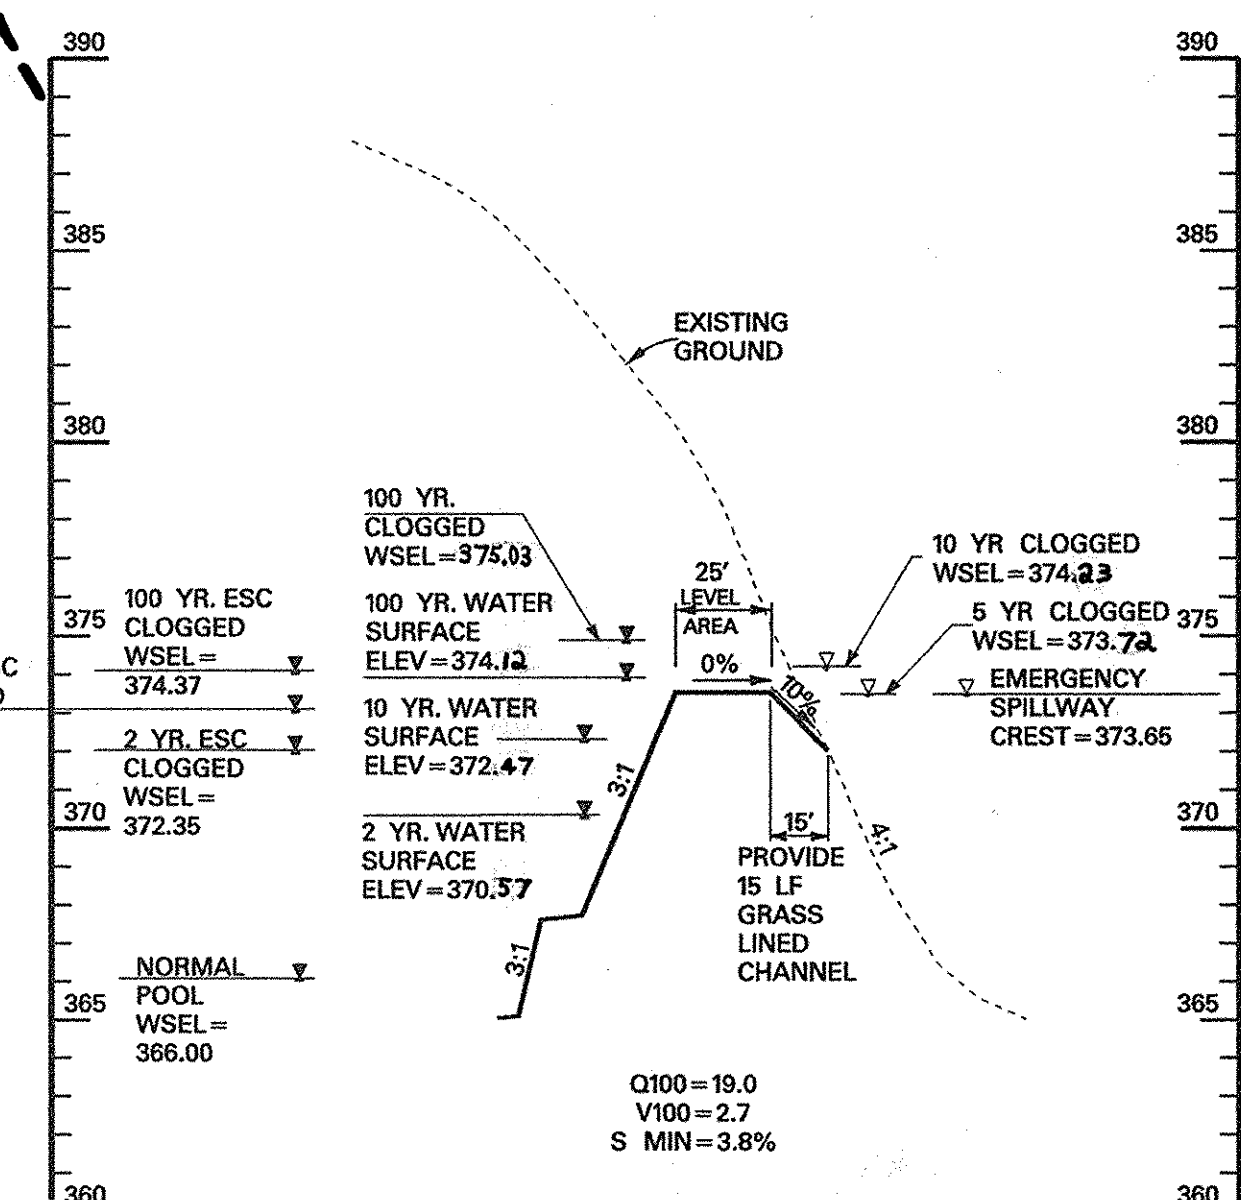 390
390
385
385
EXISTING
GROUND
380
380
100 YR.
CLOGGED
WSEL=375.03
25'
LEVEL
AREA
0%
10%
10 YR CLOGGED
WSEL=374.23
5 YR CLOGGED
WSEL=373.72
375
375
100 YR. ESC
CLOGGED
WSEL=
374.37
100 YR. WATER
SURFACE
ELEV=374.12
EMERGENCY
SPILLWAY
CREST=373.65
10 YR. WATER
SURFACE
ELEV=372.47
2 YR. ESC
CLOGGED
WSEL=
372.35
3:1
370
370
2 YR. WATER
SURFACE
ELEV=370.57
15'
PROVIDE
15 LF
GRASS
LINED
CHANNEL
4:1
3:1
NORMAL
POOL
WSEL=
366.00
365
365
Q100=19.0
V100=2.7
S MIN=3.8%
360
360